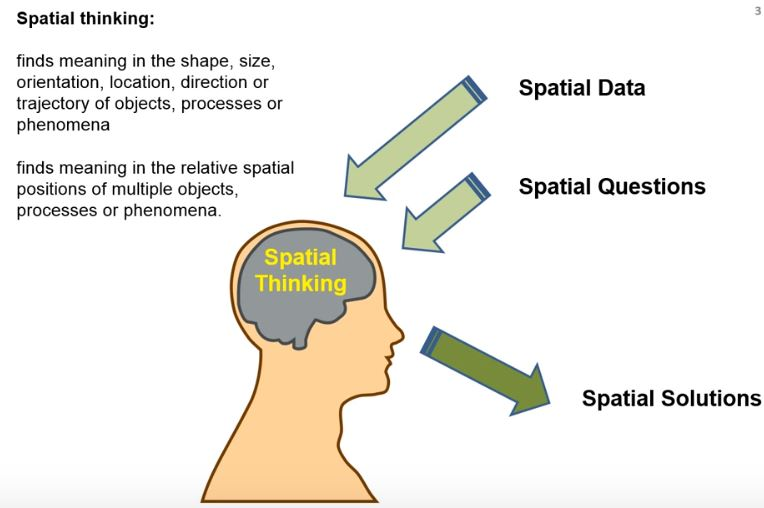 3
Spatial thinking:
finds meaning in the shape, size,
orientation, location, direction or
trajectory of objects, processes or
phenomena
finds meaning in the relative spatial
positions of multiple objects,
processes or phenomena.
Spatial Data
Spatial Questions
Spatial
Thinking
Spatial Solutions